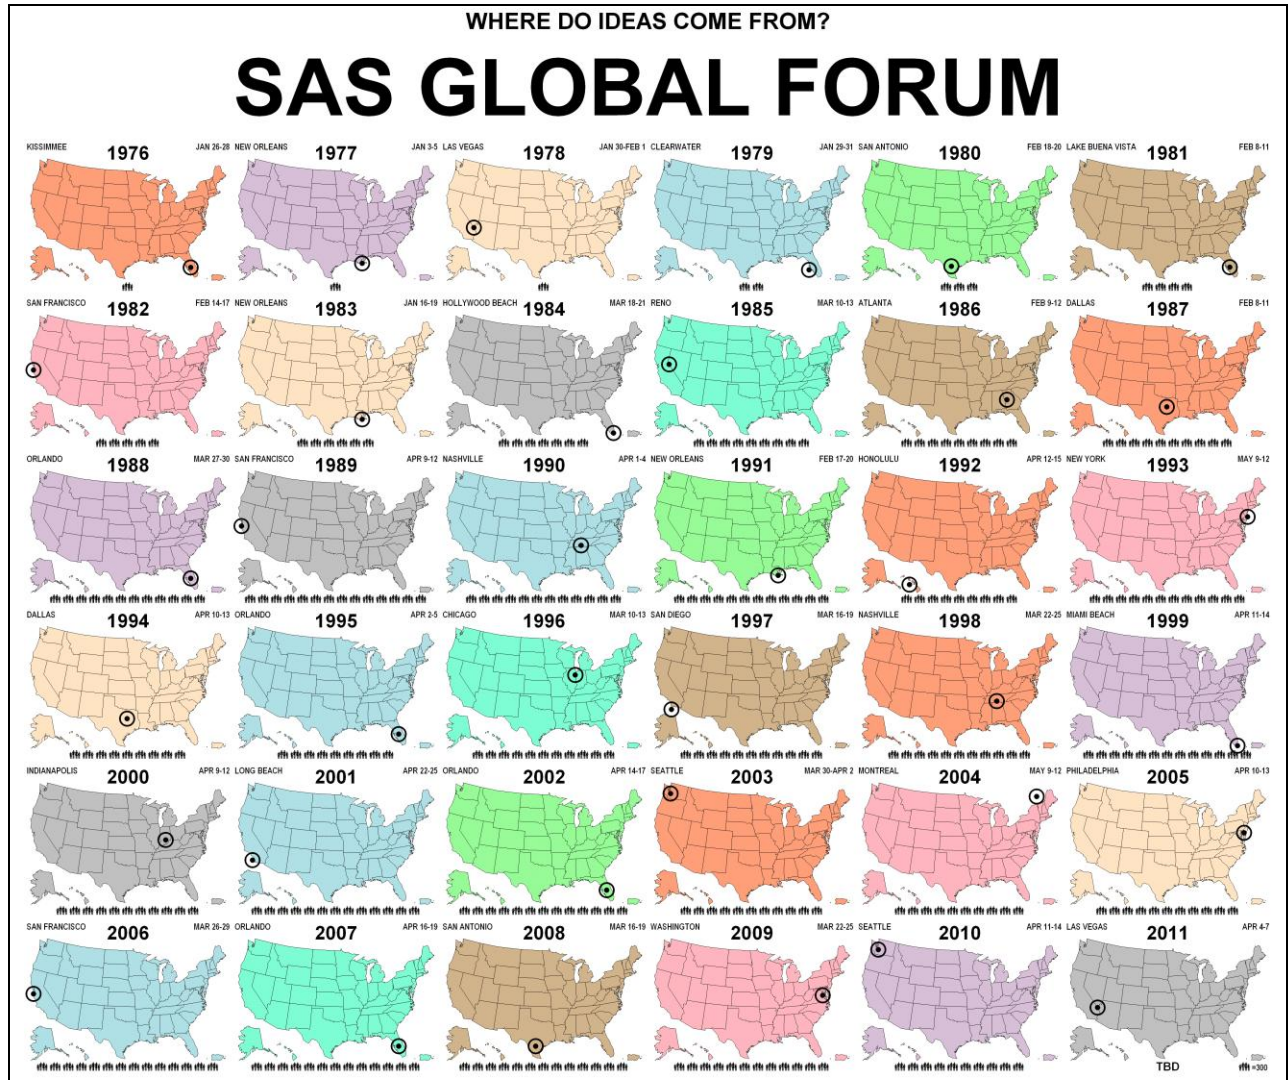 WHERE DO IDEAS COME FROM?
SAS GLOBAL FORUM
KISSIMMEE 1976 JAN 26-28
NEW ORLEANS 1977 JAN 3-5
LAS VEGAS 1978 JAN 30-FEB 1
CLEARWATER 1979 JAN 29-31
SAN ANTONIO 1980 FEB 18-20
LAKE BUENA VISTA 1981 FEB 8-11
SAN FRANCISCO 1982 FEB 14-17
NEW ORLEANS 1983 JAN 16-19
HOLLYWOOD BEACH 1984 MAR 18-21
RENO 1985 MAR 10-13
ATLANTA 1986 FEB 9-12
DALLAS 1987 FEB 8-11
ORLANDO 1988 MAR 27-30
SAN FRANCISCO 1989 APR 9-12
NASHVILLE 1990 APR 1-4
NEW ORLEANS 1991 FEB 17-20
HONOLULU 1992 APR 12-15
NEW YORK 1993 MAY 9-12
DALLAS 1994 APR 10-13
ORLANDO 1995 APR 2-5
CHICAGO 1996 MAR 10-13
SAN DIEGO 1997 MAR 16-19
NASHVILLE 1998 MAR 22-25
MIAMI BEACH 1999 APR 11-14
INDIANAPOLIS 2000 APR 9-12
LONG BEACH 2001 APR 22-25
ORLANDO 2002 APR 14-17
SEATTLE 2003 MAR 30-APR 2
MONTREAL 2004 MAY 9-12
PHILADELPHIA 2005 APR 10-13
SAN FRANCISCO 2006 MAR 26-29
ORLANDO 2007 APR 16-19
SAN ANTONIO 2008 MAR 16-19
WASHINGTON 2009 MAR 22-25
SEATTLE 2010 APR 11-14
LAS VEGAS 2011 APR 4-7
TBD
=300